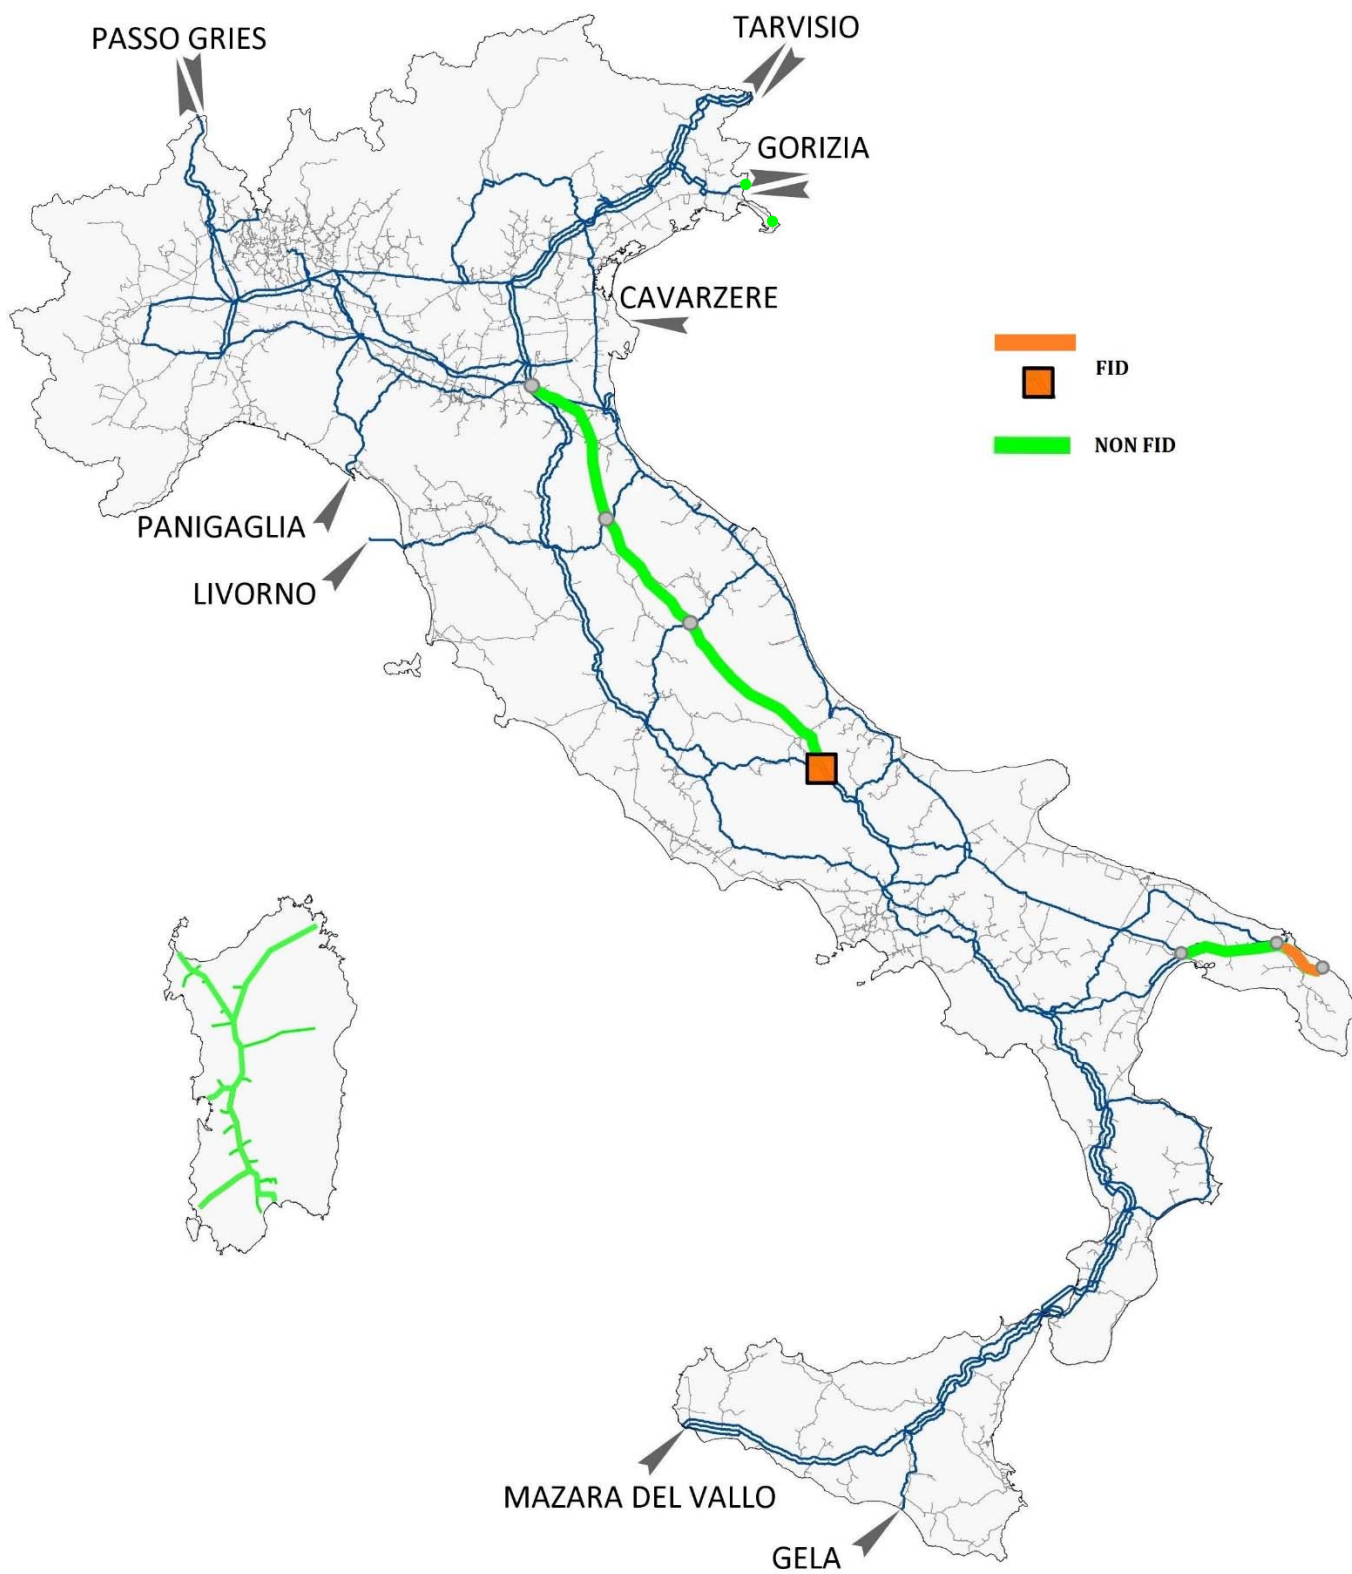 PASSO GRIES
TARVISIO
GORIZIA
CAVARZERE
FID
NON FID
PANIGAGLIA
LIVORNO
MAZARA DEL VALLO
GELA